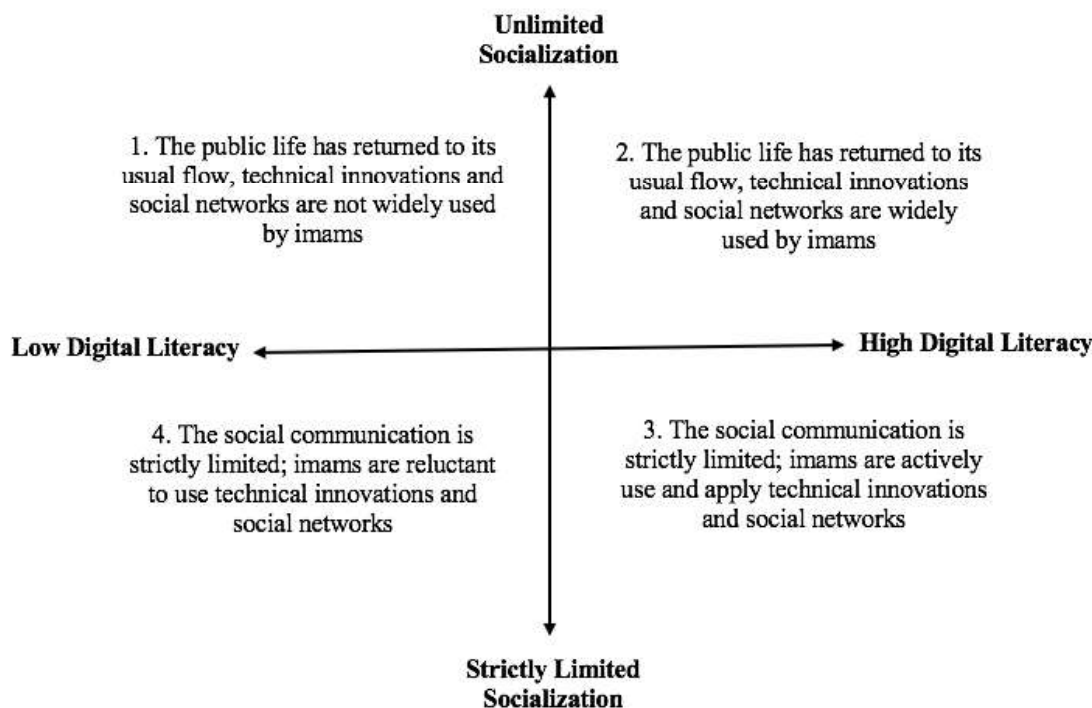 Unlimited
Socialization
1. The public life has returned to its
usual flow, technical innovations and
social networks are not widely used
by imams
2. The public life has returned to its
usual flow, technical innovations
and social networks are widely
used by imams
Low Digital Literacy
High Digital Literacy
4. The social communication is
strictly limited; imams are reluctant
to use technical innovations and
social networks
3. The social communication is
strictly limited; imams are actively
use and apply technical innovations
and social networks
Strictly Limited
Socialization